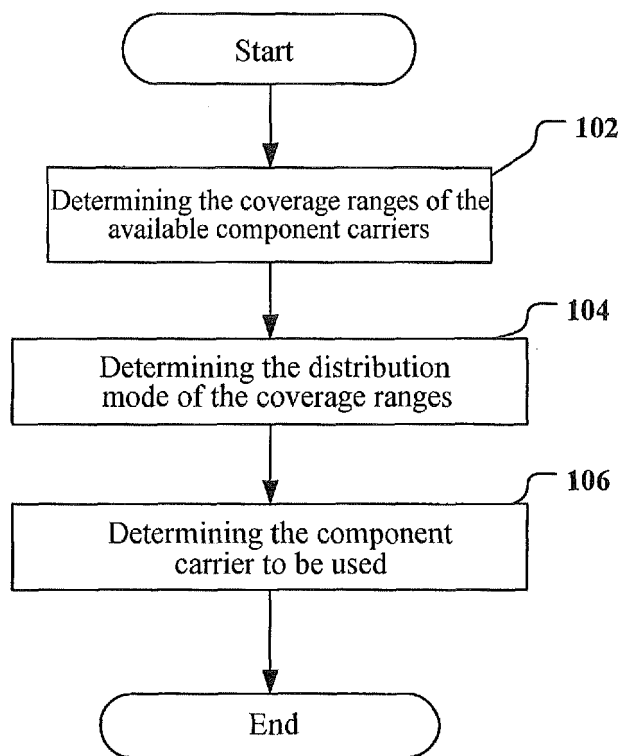 Start
102
Determining the coverage ranges of the
available component carriers
104
Determining the distribution
mode of the coverage ranges
106
Determining the component
carrier to be used
End